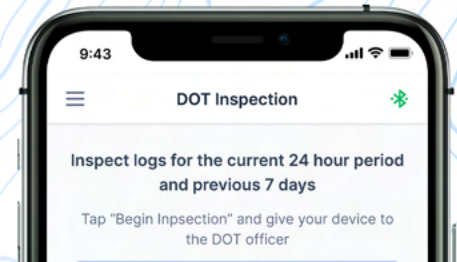 9:43
DOT Inspection
Inspect logs for the current 24 hour period
and previous 7 days
Tap "Begin Inpsection" and give your device to
the DOT officer